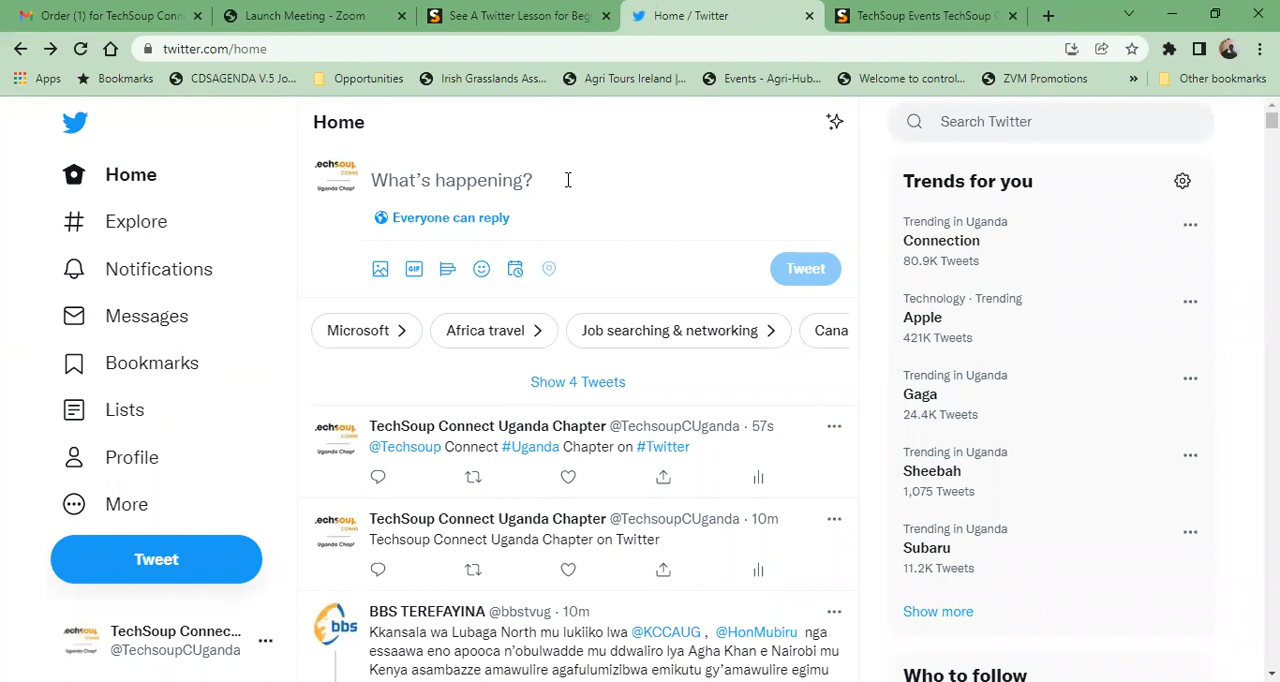 Order (1) for TechSoup Conn
Launch Meeting - Zoom
See A Twitter Lesson for Beg
Home / Twitter
TechSoup Events TechSoup C
twitter.com/home
Apps
Bookmarks
CDSAGENDA V.5 Jo...
Opportunities
Irish Grasslands Ass...
Agri Tours Ireland |...
Events - Agri-Hub...
Welcome to control...
ZVM Promotions
»
Other bookmarks
Home
Explore
Notifications
Messages
Bookmarks
Lists
Profile
More
Tweet
TechSoup Connec...
@TechsoupCUganda
Home
echsoup
CONNE
Uganda Chapt
What's happening?
Everyone can reply
GIF
Tweet
Microsoft
Africa travel
Job searching & networking
Cana
Show 4 Tweets
TechSoup Connect Uganda Chapter @TechsoupCUganda · 57s
@Techsoup Connect #Uganda Chapter on #Twitter
TechSoup Connect Uganda Chapter @TechsoupCUganda · 10m
Techsoup Connect Uganda Chapter on Twitter
bbs
BBS TEREFAYINA @bbstvug · 10m
Kkansala wa Lubaga North mu lukiiko lwa @KCCAUG , @HonMubiru nga
essaawa eno apooca n'obulwadde mu ddwaliro lya Agha Khan e Nairobi mu
Kenya asambazze amawulire agafulumizibwa emikutu gy'amawulire egimu
Search Twitter
Trends for you
Trending in Uganda
Connection
80.9K Tweets
Technology · Trending
Apple
421K Tweets
Trending in Uganda
Gaga
24.4K Tweets
Trending in Uganda
Sheebah
1,075 Tweets
Trending in Uganda
Subaru
11.2K Tweets
Show more
Who to follow